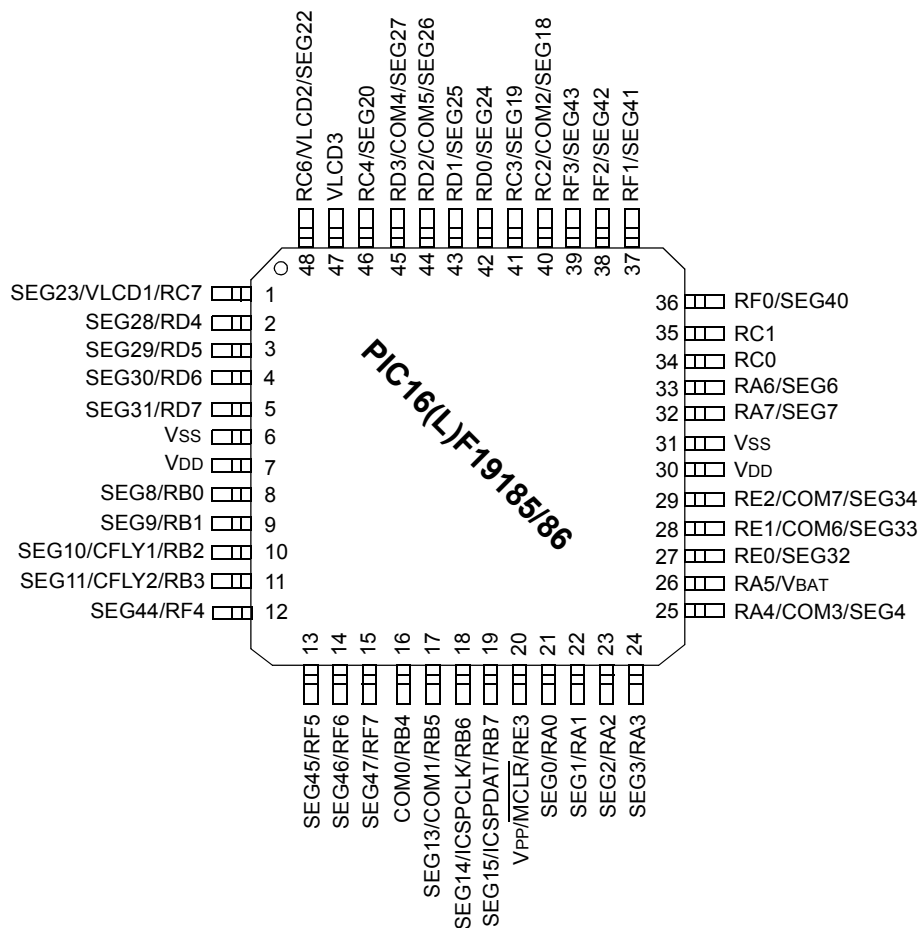 RC6/VLCD2/SEG22
VLCD3
RC4/SEG20
RD3/COM4/SEG27
RD2/COM5/SEG26
RD1/SEG25
RD0/SEG24
RC3/SEG19
RC2/COM2/SEG18
RF3/SEG43
RF2/SEG42
RF1/SEG41
48
47
46
45
44
43
42
41
40
39
38
37
SEG23/VLCD1/RC7 1
SEG28/RD4 2
SEG29/RD5 3
SEG30/RD6 4
SEG31/RD7 5
VSS 6
VDD 7
SEG8/RB0 8
SEG9/RB1 9
SEG10/CFLY1/RB2 10
SEG11/CFLY2/RB3 11
SEG44/RF4 12
PIC16(L)F19185/86
36 RF0/SEG40
35 RC1
34 RC0
33 RA6/SEG6
32 RA7/SEG7
31 VSS
30 VDD
29 RE2/COM7/SEG34
28 RE1/COM6/SEG33
27 RE0/SEG32
26 RA5/VBAT
25 RA4/COM3/SEG4
13
14
15
16
17
18
19
20
21
22
23
24
SEG45/RF5
SEG46/RF6
SEG47/RF7
COM0/RB4
SEG13/COM1/RB5
SEG14/ICSPCLK/RB6
SEG15/ICSPDAT/RB7
VPP/MCLR/RE3
SEG0/RA0
SEG1/RA1
SEG2/RA2
SEG3/RA3